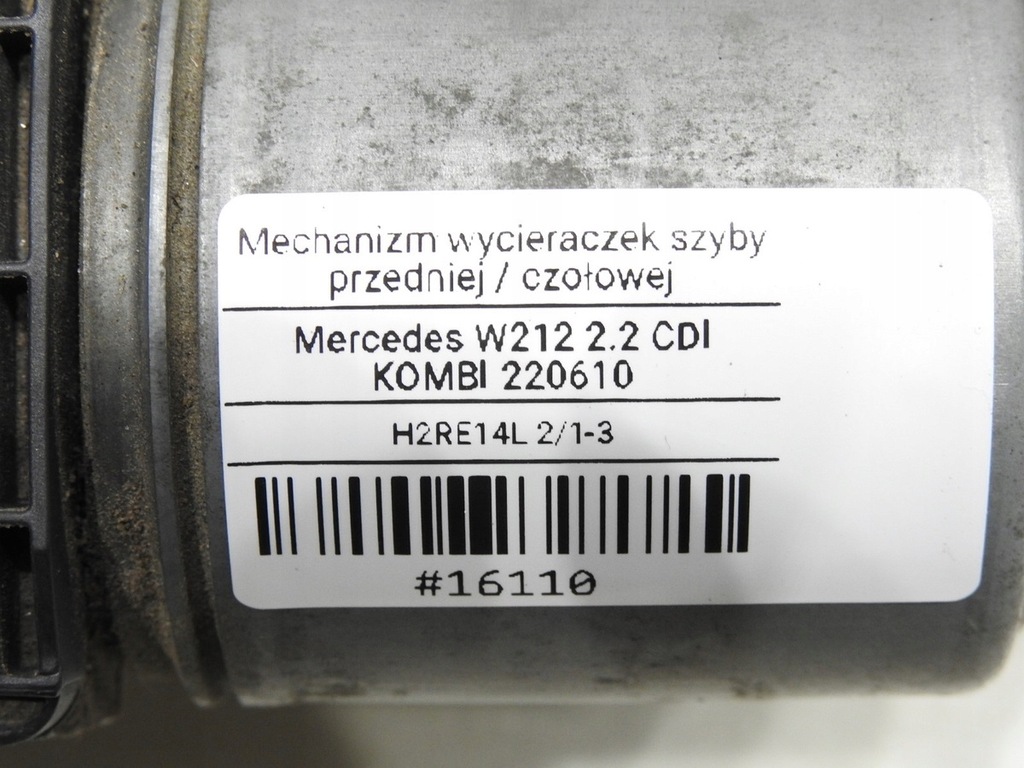 Mechanizm wycieraczek szyby
przedniej / czołowej
Mercedes W212 2.2 CDI
KOMBI 220610
H2RE14L 2/1-3
#16110